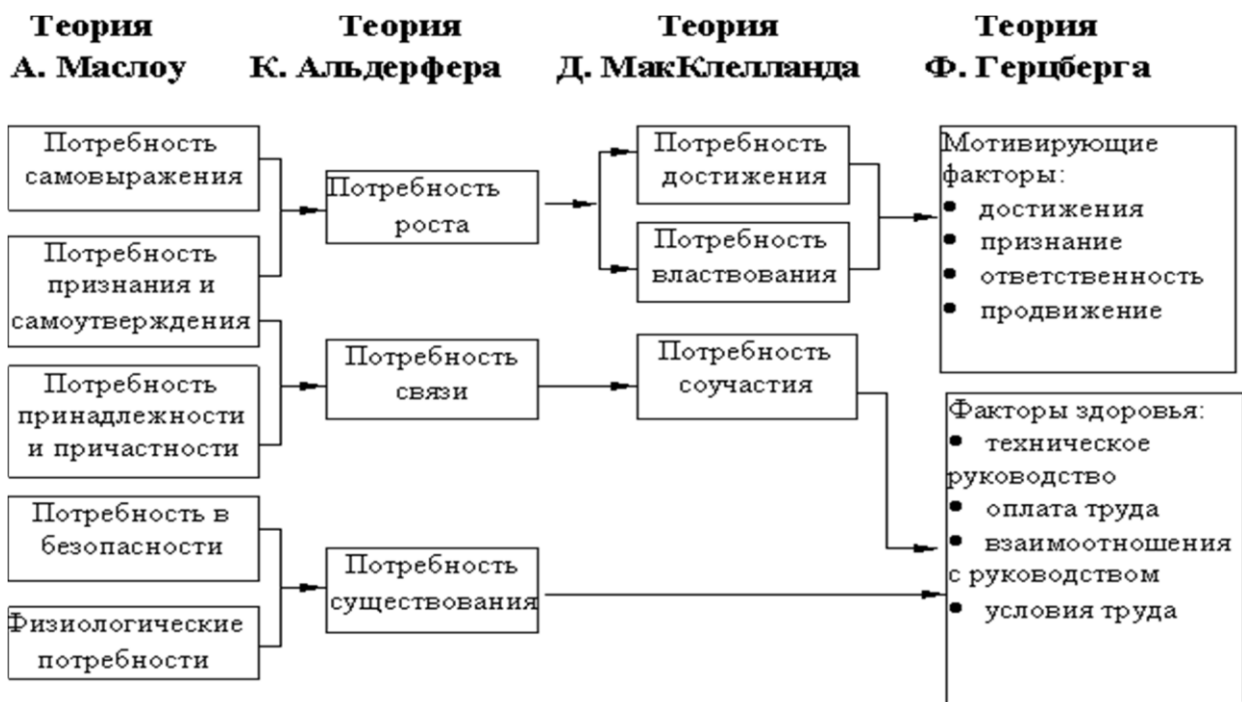 Теория
А. Маслоу
Теория
К. Альдерфера
Теория
Д. МакКлелланда
Теория
Ф. Герцберга
Потребность
самовыражения
Потребность
признания и
самоутверждения
Потребность
принадлежности
и причастности
Потребность в
безопасности
Физиологические
потребности
Потребность
роста
Потребность
связи
Потребность
существования
Потребность
достижения
Потребность
властвования
Потребность
соучастия
Мотивирующие
факторы:
● достижения
● признание
● ответственность
● продвижение
Факторы здоровья:
● техническое
руководство
● оплата труда
● взаимоотношения
с руководством
● условия труда